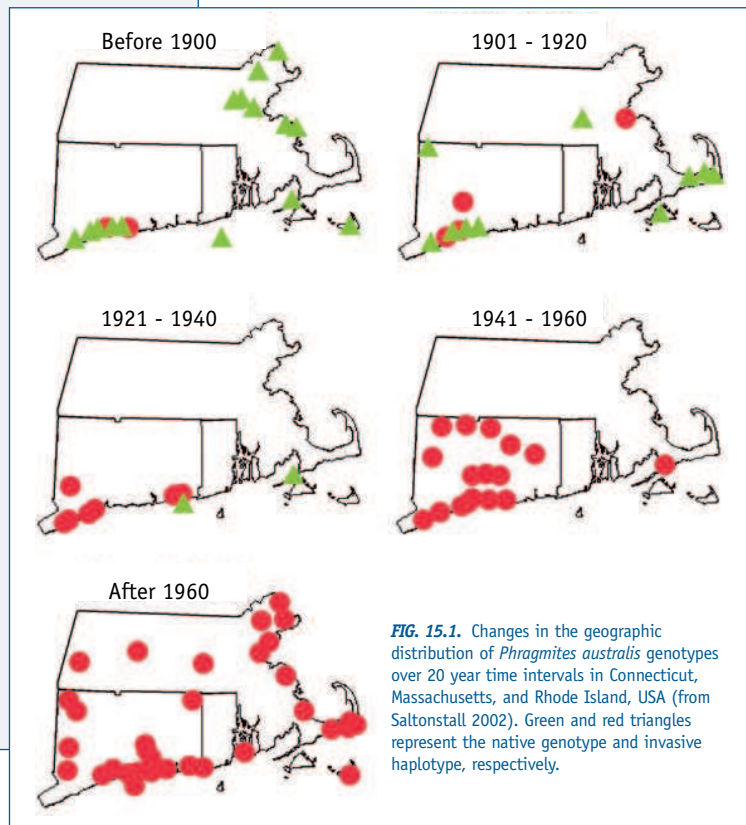 Before 1900
1901 - 1920
1921 - 1940
1941 - 1960
After 1960
FIG. 15.1. Changes in the geographic
distribution of Phragmites australis genotypes
over 20 year time intervals in Connecticut,
Massachusetts, and Rhode Island, USA (from
Saltonstall 2002). Green and red triangles
represent the native genotype and invasive
haplotype, respectively.